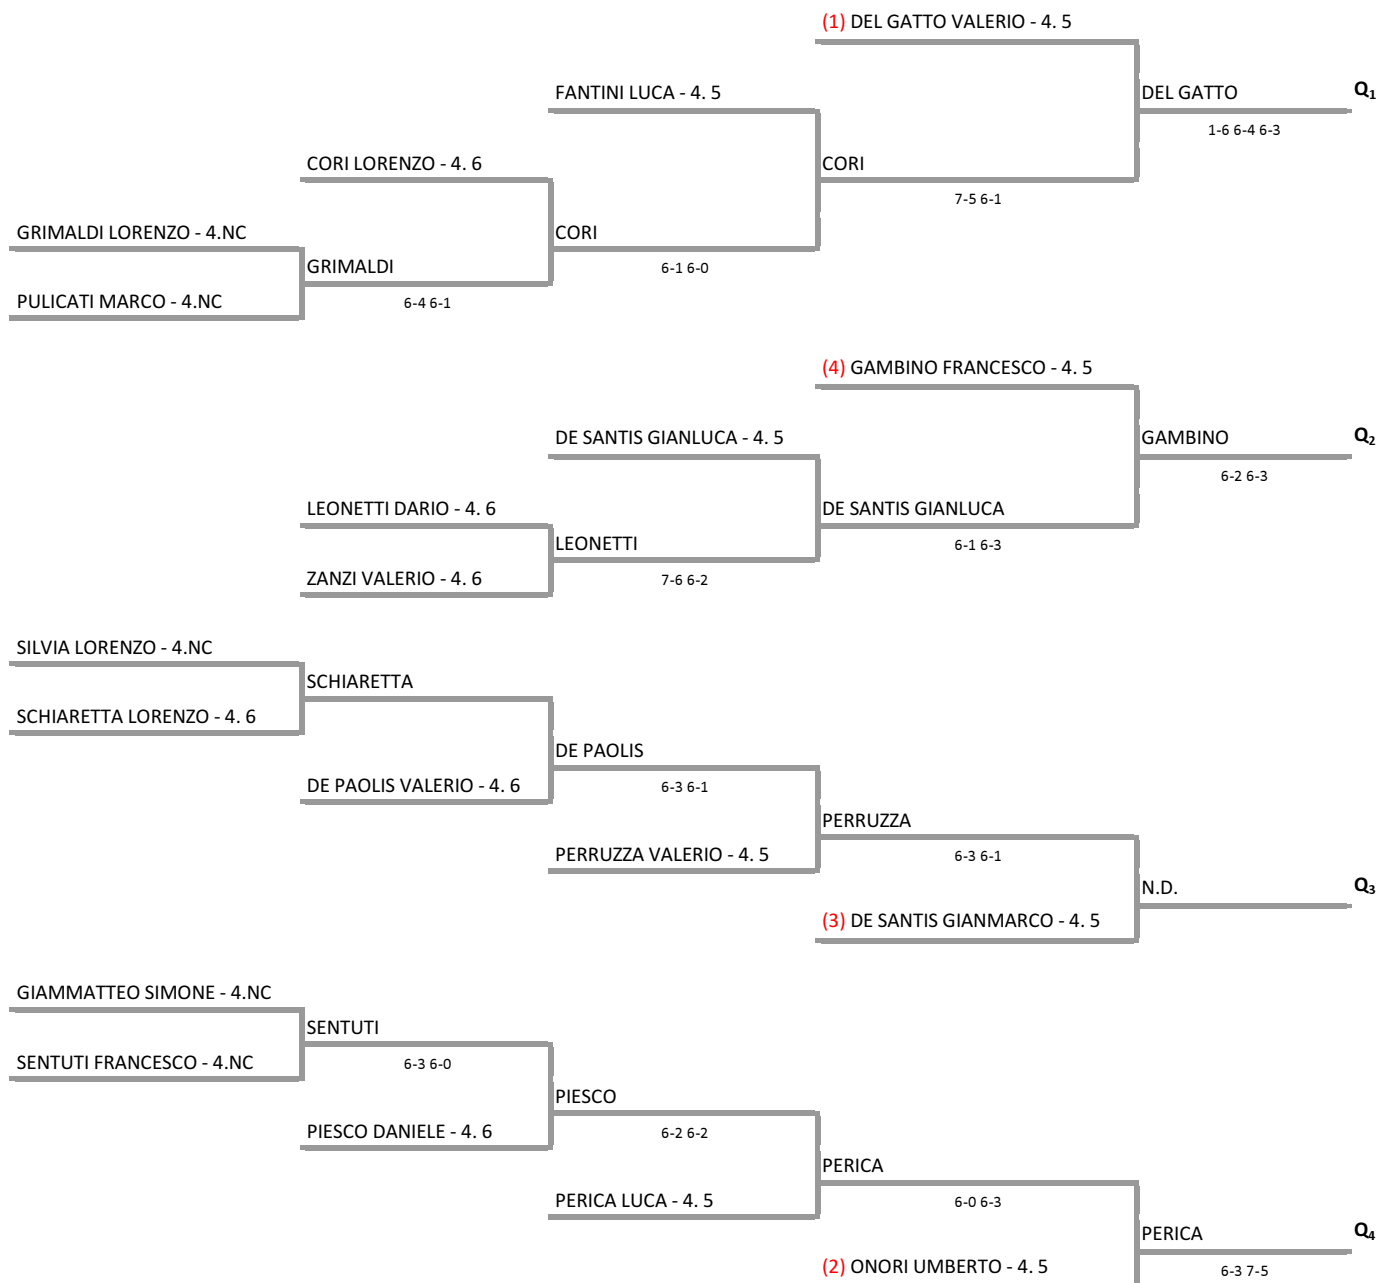 (1) DEL GATTO VALERIO - 4. 5
FANTINI LUCA - 4. 5
DEL GATTO
Q1
1-6 6-4 6-3
CORI LORENZO - 4. 6
CORI
7-5 6-1
GRIMALDI LORENZO - 4.NC
CORI
GRIMALDI
6-1 6-0
PULICATI MARCO - 4.NC
6-4 6-1
(4) GAMBINO FRANCESCO - 4. 5
DE SANTIS GIANLUCA - 4. 5
GAMBINO
Q2
6-2 6-3
LEONETTI DARIO - 4. 6
DE SANTIS GIANLUCA
LEONETTI
6-1 6-3
ZANZI VALERIO - 4. 6
7-6 6-2
SILVIA LORENZO - 4.NC
SCHIARETTA
SCHIARETTA LORENZO - 4. 6
DE PAOLIS
DE PAOLIS VALERIO - 4. 6
6-3 6-1
PERRUZZA
PERRUZZA VALERIO - 4. 5
6-3 6-1
N.D.
Q3
(3) DE SANTIS GIANMARCO - 4. 5
GIAMMATTEO SIMONE - 4.NC
SENTUTI
SENTUTI FRANCESCO - 4.NC
6-3 6-0
PIESCO
PIESCO DANIELE - 4. 6
6-2 6-2
PERICA
PERICA LUCA - 4. 5
6-0 6-3
PERICA
Q4
(2) ONORI UMBERTO - 4. 5
6-3 7-5